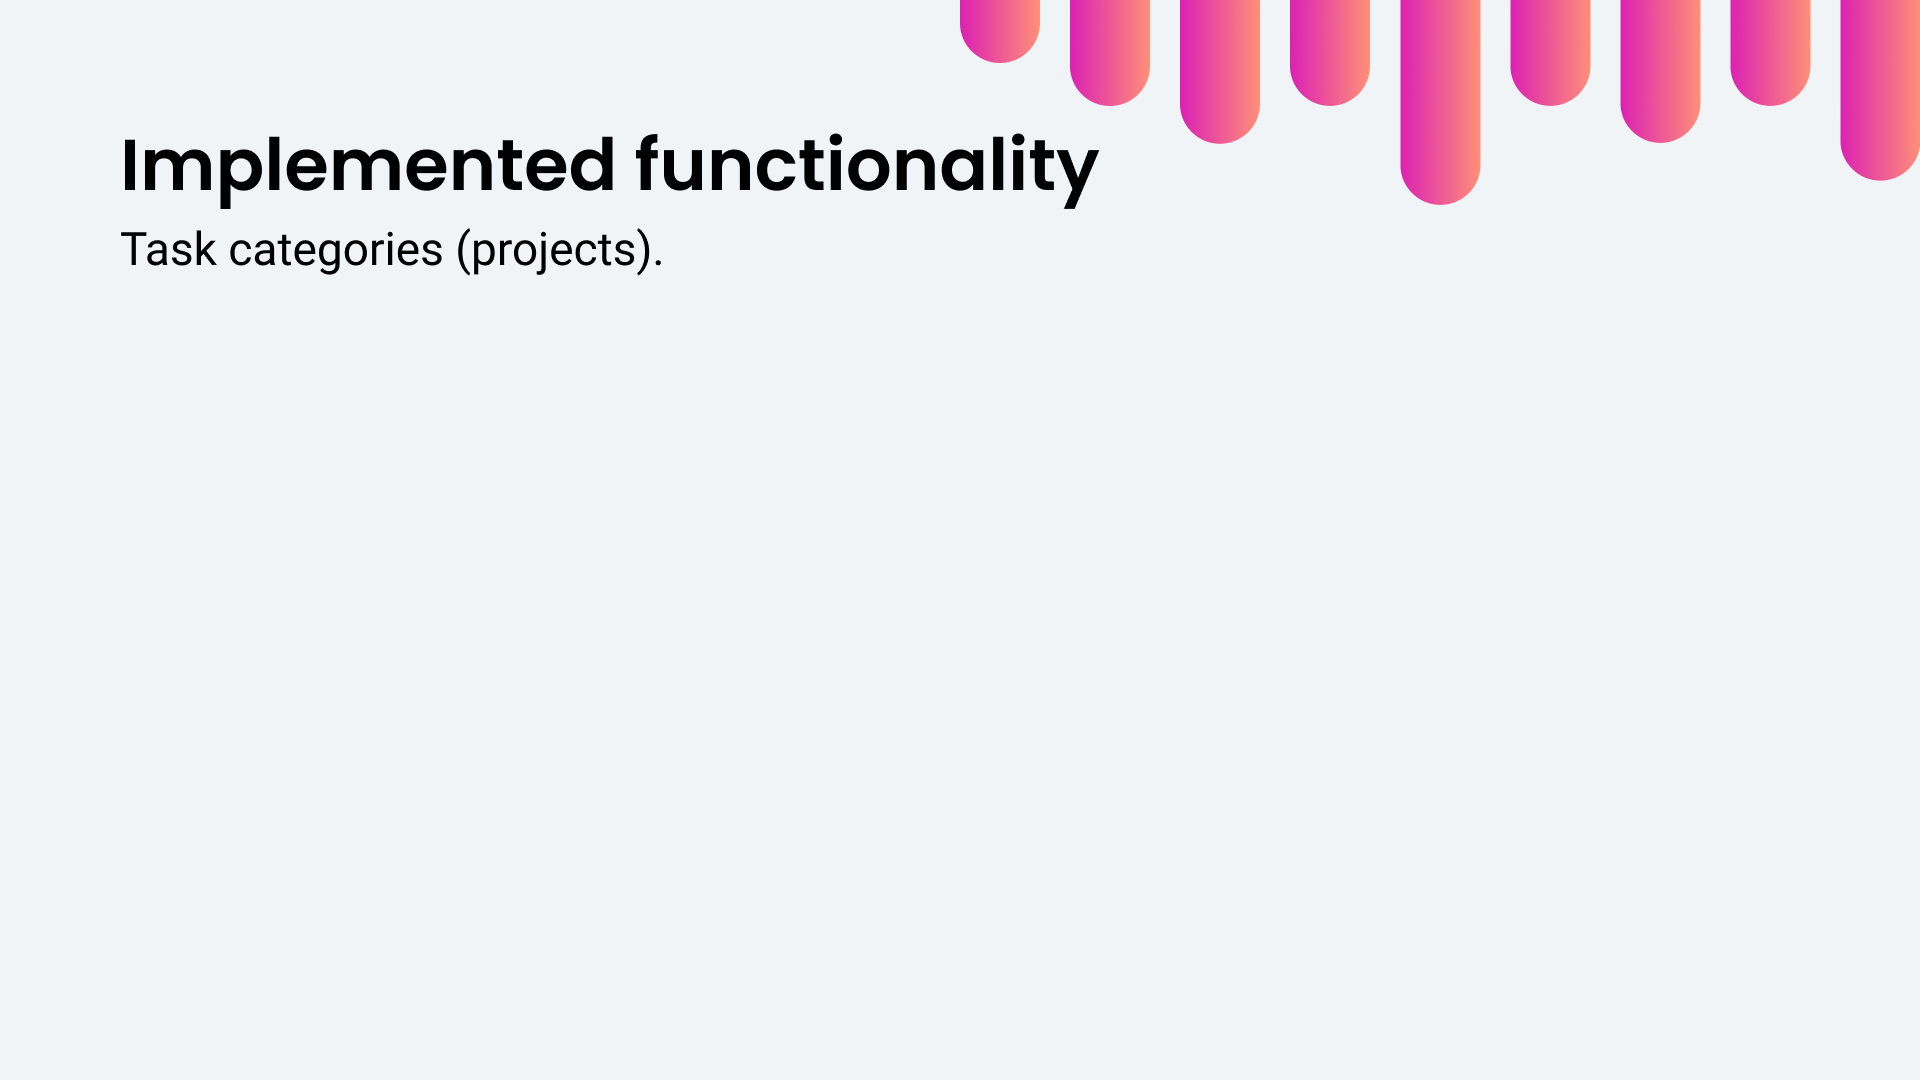 Implemented functionality
Task categories (projects).